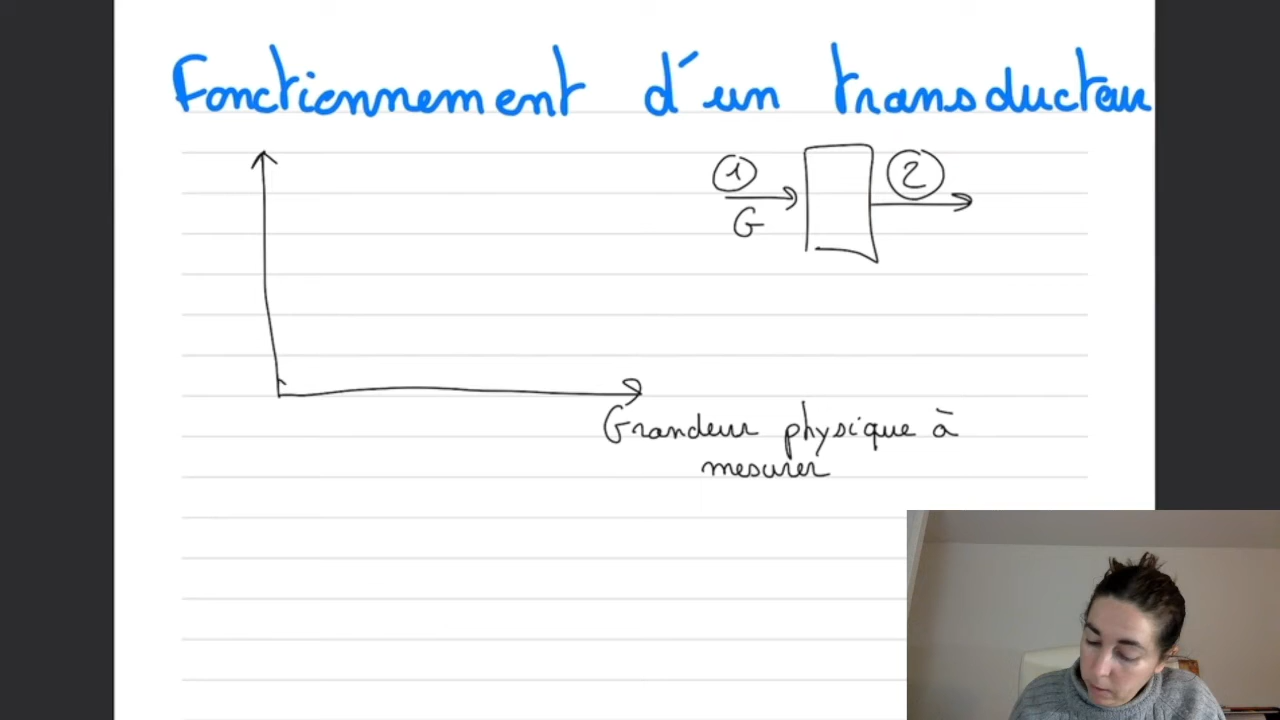 Fonctionnement d'un transducteur
1
2
G
Grandeur physique à
mesurer